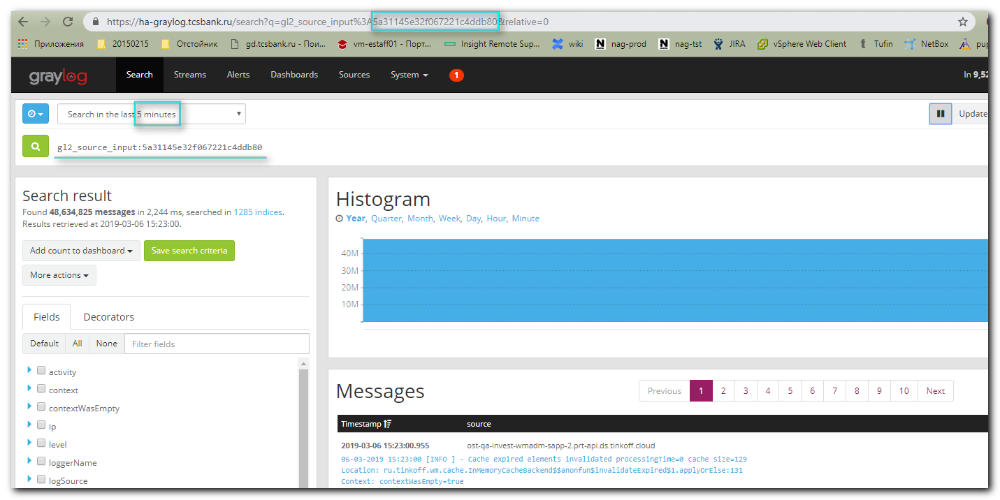 https://ha-graylog.tcsbank.ru/search?q=gl2_source_input%3A5a31145e32f067221c4ddb80&relative=0
Приложения 20150215 Отстойник gd.tcsbank.ru - Пои... vm-estaff01 - Порт... Insight Remote Sup... wiki nag-prod nag-tst JIRA vSphere Web Client Tufin NetBox pup
graylog Search Streams Alerts Dashboards Sources System 1 In 9,52
Search in the last 5 minutes Update
gl2_source_input:5a31145e32f067221c4ddb80
Search result
Found 48,634,825 messages in 2,244 ms, searched in 1285 indices.
Results retrieved at 2019-03-06 15:23:00.
Add count to dashboard Save search criteria
More actions
Fields Decorators
Default All None Filter fields
activity
context
contextWasEmpty
ip
level
loggerName
logSource
Histogram
Year, Quarter, Month, Week, Day, Hour, Minute
40M
30M
20M
10M
Messages
Previous 1 2 3 4 5 6 7 8 9 10 Next
Timestamp source
2019-03-06 15:23:00.955 ost-qa-invest-wmadm-sapp-2.prt-api.ds.tinkoff.cloud
06-03-2019 15:23:00 [INFO ] - Cache expired elements invalidated processingTime=0 cache size=129
Location: ru.tinkoff.wm.cache.InMemoryCacheBackend$$anonfun$invalidateExpired$1.applyOrElse:131
Context: contextWasEmpty=true